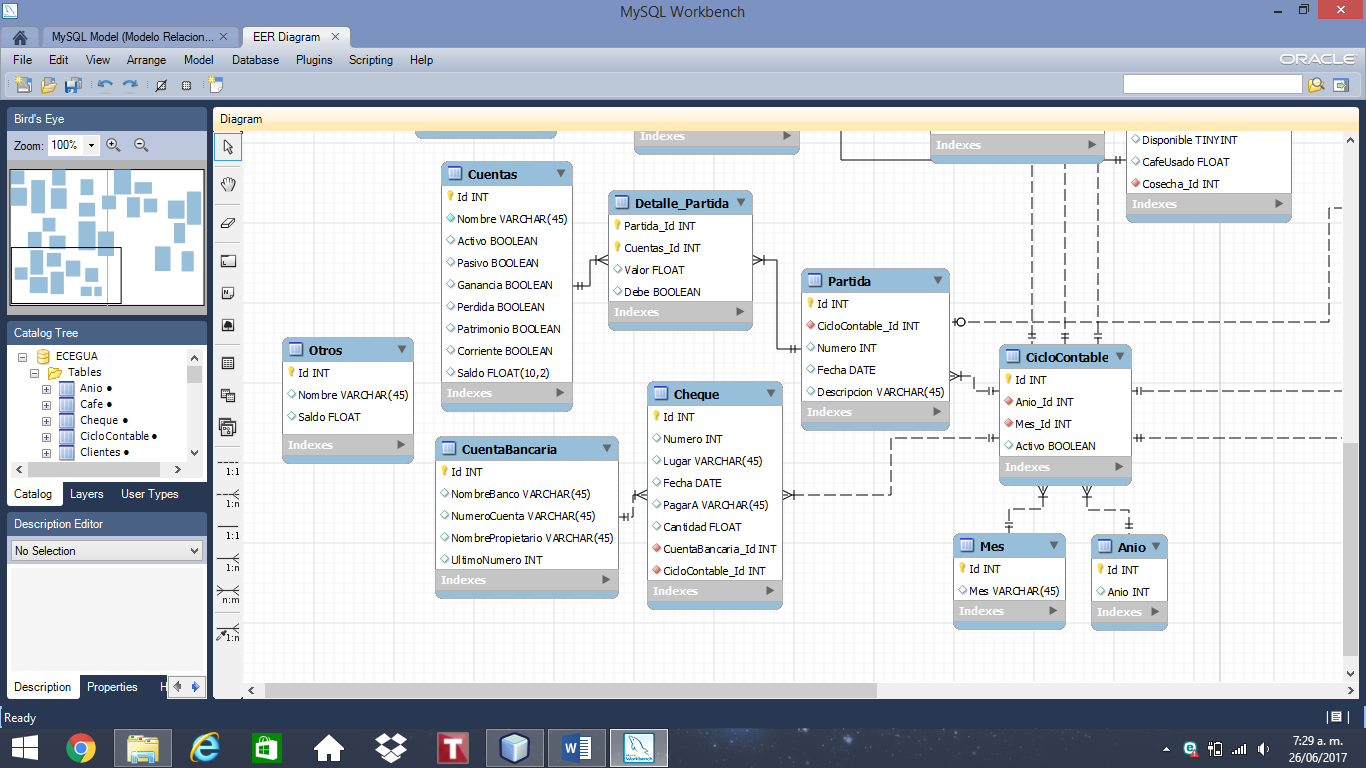 MySQL Workbench
MySQL Model (Modelo Relacion...
EER Diagram
File Edit View Arrange Model Database Plugins Scripting Help
ORACLE
Bird's Eye
Zoom: 100%
Catalog Tree
ECEGUA
Tables
Anio
Cafe
Cheque
CicloContable
Clientes
Catalog Layers User Types
Description Editor
No Selection
Description Properties H
Diagram
1:1
1:n
1:1
1:n
n:m
1:n
Indexes
Indexes
Disponible TINYINT
CafeUsado FLOAT
Cosecha_Id INT
Indexes
Cuentas
Id INT
Nombre VARCHAR(45)
Activo BOOLEAN
Pasivo BOOLEAN
Ganancia BOOLEAN
Perdida BOOLEAN
Patrimonio BOOLEAN
Corriente BOOLEAN
Saldo FLOAT(10,2)
Indexes
Detalle_Partida
Partida_Id INT
Cuentas_Id INT
Valor FLOAT
Debe BOOLEAN
Indexes
Partida
Id INT
CicloContable_Id INT
Numero INT
Fecha DATE
Descripcion VARCHAR(45)
Indexes
Otros
Id INT
Nombre VARCHAR(45)
Saldo FLOAT
Indexes
CicloContable
Id INT
Anio_Id INT
Mes_Id INT
Activo BOOLEAN
Indexes
Cheque
Id INT
Numero INT
Lugar VARCHAR(45)
Fecha DATE
PagarA VARCHAR(45)
Cantidad FLOAT
CuentaBancaria_Id INT
CicloContable_Id INT
Indexes
CuentaBancaria
Id INT
NombreBanco VARCHAR(45)
NumeroCuenta VARCHAR(45)
NombrePropietario VARCHAR(45)
UltimoNumero INT
Indexes
Mes
Id INT
Mes VARCHAR(45)
Indexes
Anio
Id INT
Anio INT
Indexes
Ready
7:29 a. m.
26/06/2017